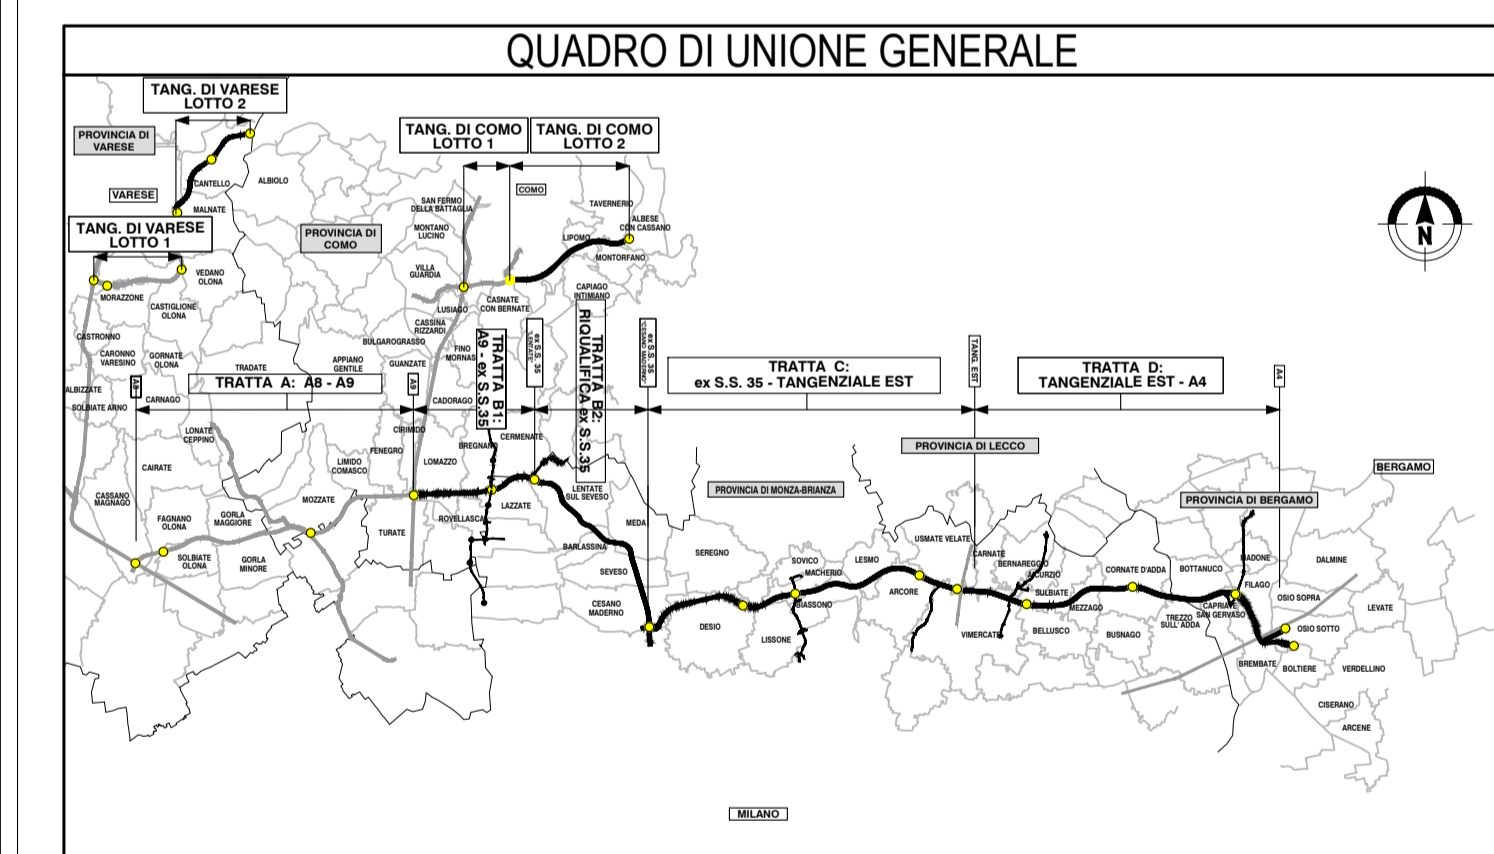 QUADRO DI UNIONE GENERALE
TANG. DI VARESE
LOTTO 2
PROVINCIA DI
VARESE
TANG. DI COMO
LOTTO 1
TANG. DI COMO
LOTTO 2
CANTELLO
ALBIOLO
VARESE
MALNATE
COMO
SAN FERMO
DELLA BATTAGLIA
TAVERNERIO
ALBESE
CON CASSANO
TANG. DI VARESE
LOTTO 1
PROVINCIA DI
COMO
MONTANO
LUCINO
LIPOMO
MONTORFANO
N
VEDANO
OLONA
VILLA
GUARDIA
MORAZZONE
CASTIGLIONE
OLONA
LUSIAGO
CASNATE
CON BERNATE
CAPIAGO
INTIMIANO
CASSINA
RIZZARDI
CASTRONNO
BULGAROGRASSO
CARONNO
VARESINO
GORNATE
OLONA
TRADATE
APPIANO
GENTILE
GUANZATE
FINO
MORNAS
TRATTA B1:
A9 - ex S.S.35
ex S.S. 35
"LENTATE"
TRATTA B2:
RIQUALIFICA ex S.S.35
ex S.S. 35
"CESANO MADERNO"
TRATTA C:
ex S.S. 35 - TANGENZIALE EST
TANG. EST
TRATTA D:
TANGENZIALE EST - A4
A4
ALBIZZATE
A8
TRATTA A: A8 - A9
A9
SOLBIATE ARNO
CARNAGO
CADORAGO
LONATE
CEPPINO
CIRIMIDO
BREGNANO
CERMENATE
FENEGRO
PROVINCIA DI LECCO
CAIRATE
LIMIDO
COMASCO
LOMAZZO
BERGAMO
CASSANO
MAGNAGO
MOZZATE
LAZZATE
LENTATE
SUL SEVESO
PROVINCIA DI MONZA-BRIANZA
PROVINCIA DI BERGAMO
FAGNANO
OLONA
GORLA
MAGGIORE
ROVELLASCA
TURATE
MEDA
USMATE VELATE
BARLASSINA
SEREGNO
SOLBIATE
OLONA
GORLA
MINORE
SEVESO
SOVICO
MACHERIO
LESMO
CARNATE
BERNAREGGIO
AICURZIO
CORNATE D'ADDA
BOTTANUCO
MADONE
DALMINE
CESANO
MADERNO
BIASSONO
ARCORE
SULBIATE
MEZZAGO
FILAGO
CAPRIATE
SAN GERVASO
OSIO SOPRA
LEVATE
DESIO
LISSONE
VIMERCATE
BELLUSCO
BUSNAGO
TREZZO
SULL' ADDA
OSIO SOTTO
BREMBATE
BOLTIERE
VERDELLINO
CISERANO
ARCENE
MILANO